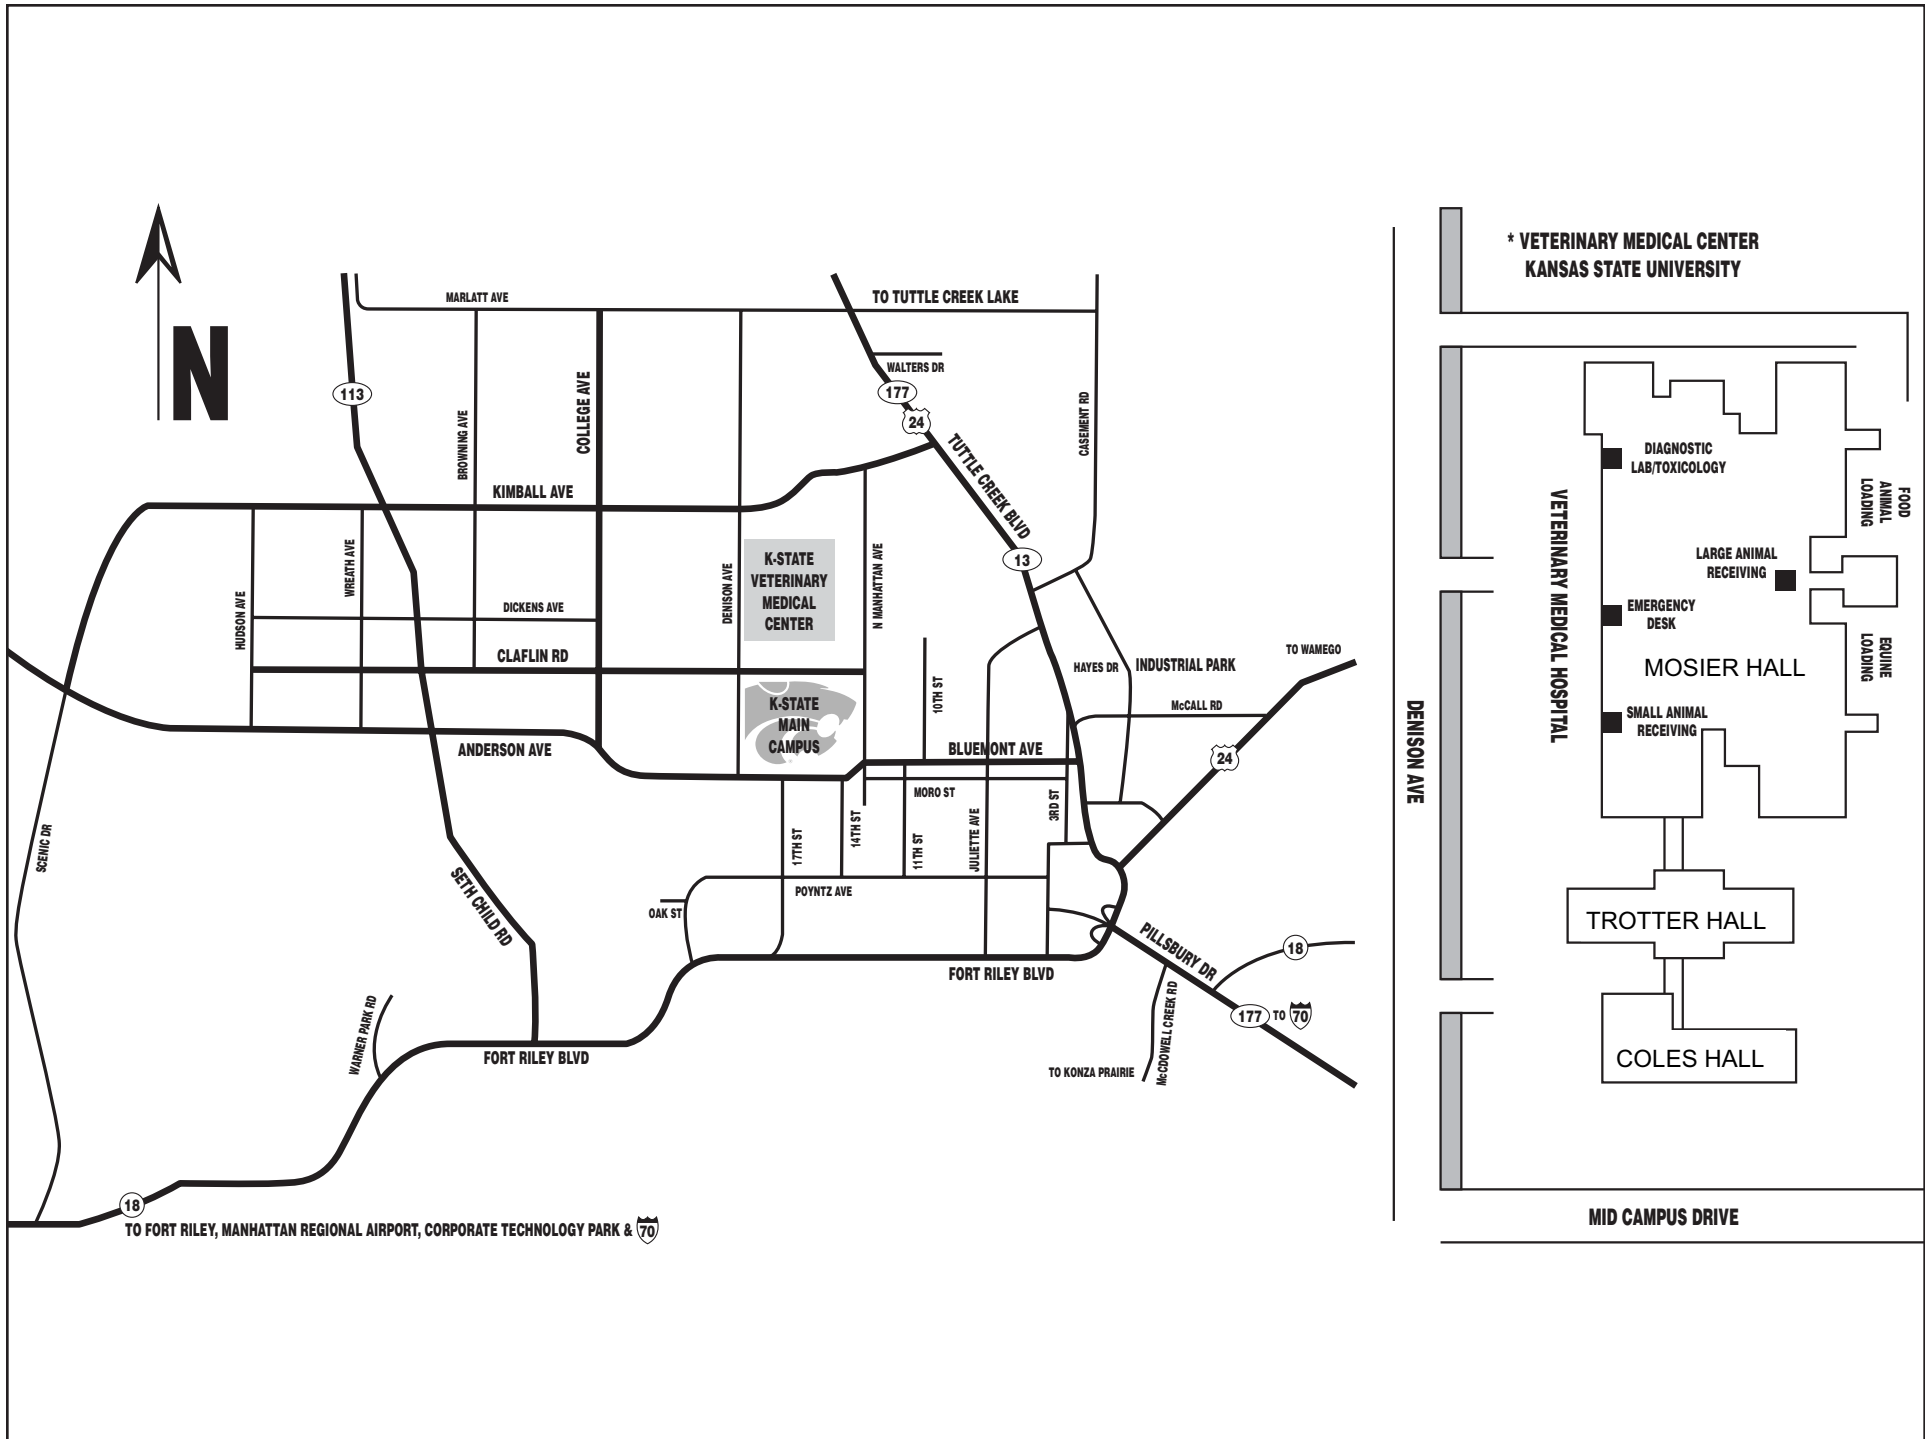 N
MARLATT AVE
TO TUTTLE CREEK LAKE
WALTERS DR
113
177
24
BROWNING AVE
COLLEGE AVE
CASEMENT RD
TUTTLE CREEK BLVD
KIMBALL AVE
13
HUDSON AVE
WREATH AVE
DENISON AVE
K-STATE
VETERINARY
MEDICAL
CENTER
N MANHATTAN AVE
DICKENS AVE
CLAFLIN RD
HAYES DR
INDUSTRIAL PARK
TO WAMEGO
10TH ST
McCALL RD
K-STATE
MAIN
CAMPUS
ANDERSON AVE
BLUEMONT AVE
24
MORO ST
SCENIC DR
17TH ST
14TH ST
11TH ST
JULIETTE AVE
3RD ST
SETH CHILD RD
POYNTZ AVE
OAK ST
PILLSBURY DR
18
FORT RILEY BLVD
WARNER PARK RD
McCDOWELL CREEK RD
177
TO
70
FORT RILEY BLVD
TO KONZA PRAIRIE
18
TO FORT RILEY, MANHATTAN REGIONAL AIRPORT, CORPORATE TECHNOLOGY PARK & 70
* VETERINARY MEDICAL CENTER
KANSAS STATE UNIVERSITY
DENISON AVE
VETERINARY MEDICAL HOSPITAL
DIAGNOSTIC
LAB/TOXICOLOGY
FOOD
ANIMAL
LOADING
LARGE ANIMAL
RECEIVING
EMERGENCY
DESK
EQUINE
LOADING
MOSIER HALL
SMALL ANIMAL
RECEIVING
TROTTER HALL
COLES HALL
MID CAMPUS DRIVE